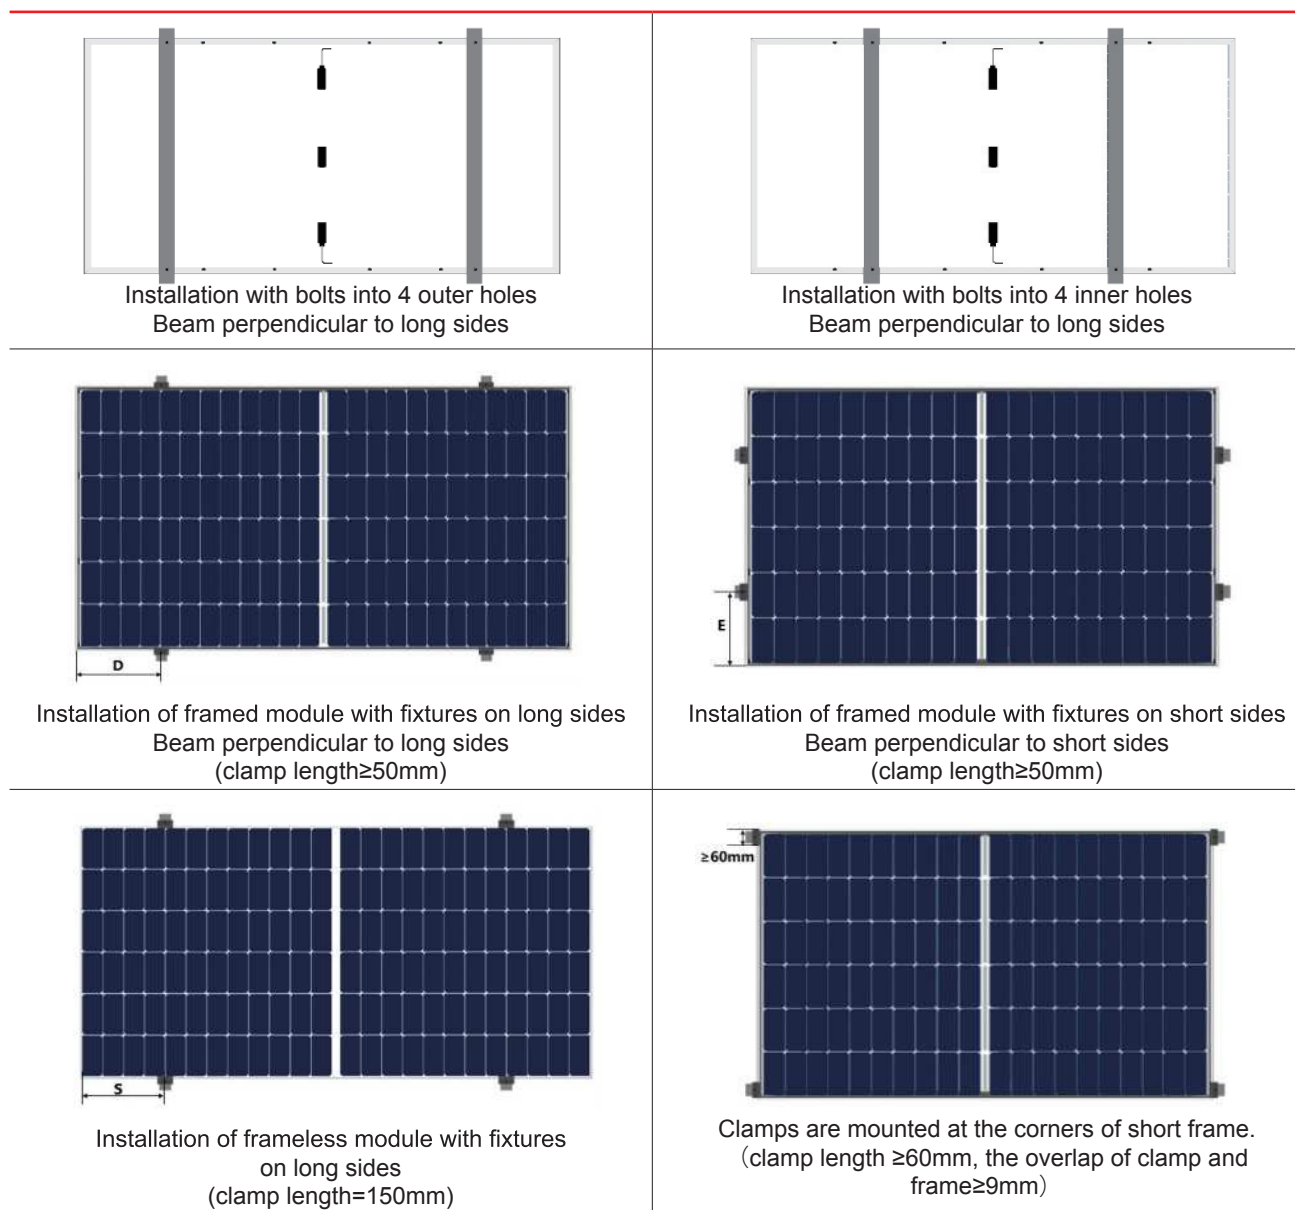 Installation with bolts into 4 outer holes
Beam perpendicular to long sides
Installation with bolts into 4 inner holes
Beam perpendicular to long sides
D
Installation of framed module with fixtures on long sides
Beam perpendicular to long sides
(clamp length≥50mm)
E
Installation of framed module with fixtures on short sides
Beam perpendicular to short sides
(clamp length≥50mm)
S
Installation of frameless module with fixtures
on long sides
(clamp length=150mm)
≥60mm
Clamps are mounted at the corners of short frame.
（clamp length ≥60mm, the overlap of clamp and
frame≥9mm）